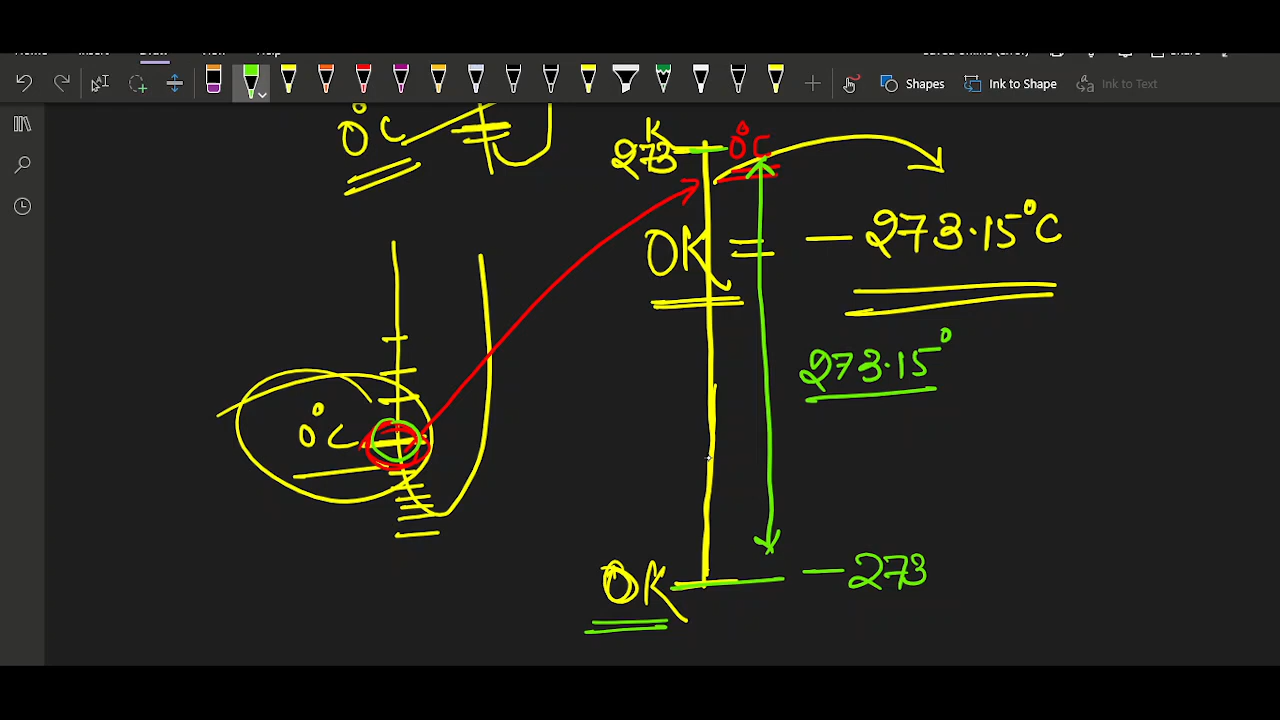 Shapes
Ink to Shape
Ink to Text
0°C
K
273
0°C
0K = – 273.15°C
273.15°
0°C
0K
– 273